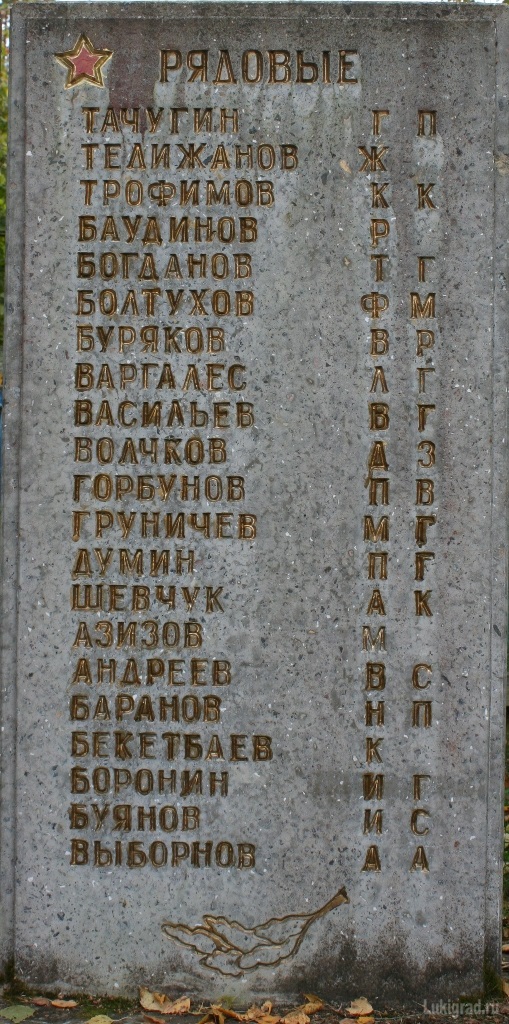 РЯДОВЫЕ
ТАЧУГИН Г П
ТЕЛИЖАНОВ Ж
ТРОФИМОВ К К
БАУДИНОВ Р
БОГДАНОВ Т Г
БОЛТУХОВ Ф М
БУРЯКОВ В Р
ВАРГАЛЕС Л Г
ВАСИЛЬЕВ В Г
ВОЛЧКОВ Д З
ГОРБУНОВ П В
ГРУНИЧЕВ М Г
ДУМИН П Г
ШЕВЧУК А К
АЗИЗОВ М
АНДРЕЕВ В С
БАРАНОВ Н П
БЕКЕТБАЕВ К
БОРОНИН И Г
БУЯНОВ И С
ВЫБОРНОВ А А
Lukigrad.ru